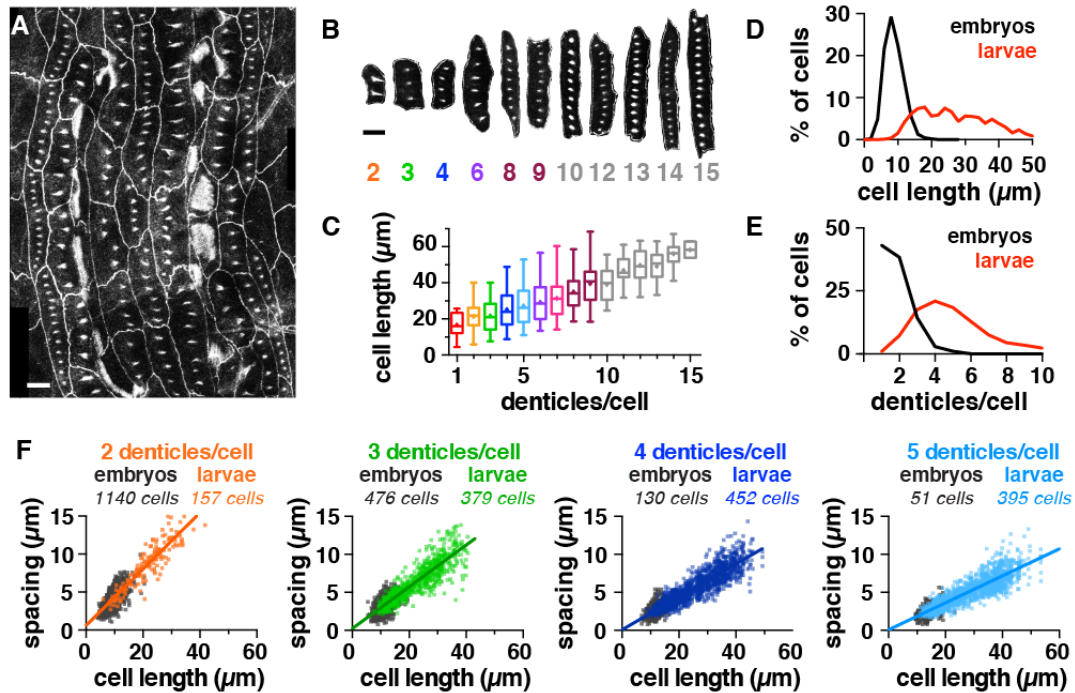 A
B
2 3 4 6 8 9 10 12 13 14 15
C
cell length (µm)
60
40
20
0
1 5 10 15
denticles/cell
D
% of cells
30
20
10
0
embryos
larvae
0 10 20 30 40 50
cell length (µm)
E
% of cells
50
25
0
embryos
larvae
2 4 6 8 10
denticles/cell
F
2 denticles/cell
embryos larvae
1140 cells 157 cells
spacing (µm)
15
10
5
0
0 20 40 60
cell length (µm)
3 denticles/cell
embryos larvae
476 cells 379 cells
spacing (µm)
15
10
5
0
0 20 40 60
cell length (µm)
4 denticles/cell
embryos larvae
130 cells 452 cells
spacing (µm)
15
10
5
0
0 20 40 60
cell length (µm)
5 denticles/cell
embryos larvae
51 cells 395 cells
spacing (µm)
15
10
5
0
0 20 40 60
cell length (µm)